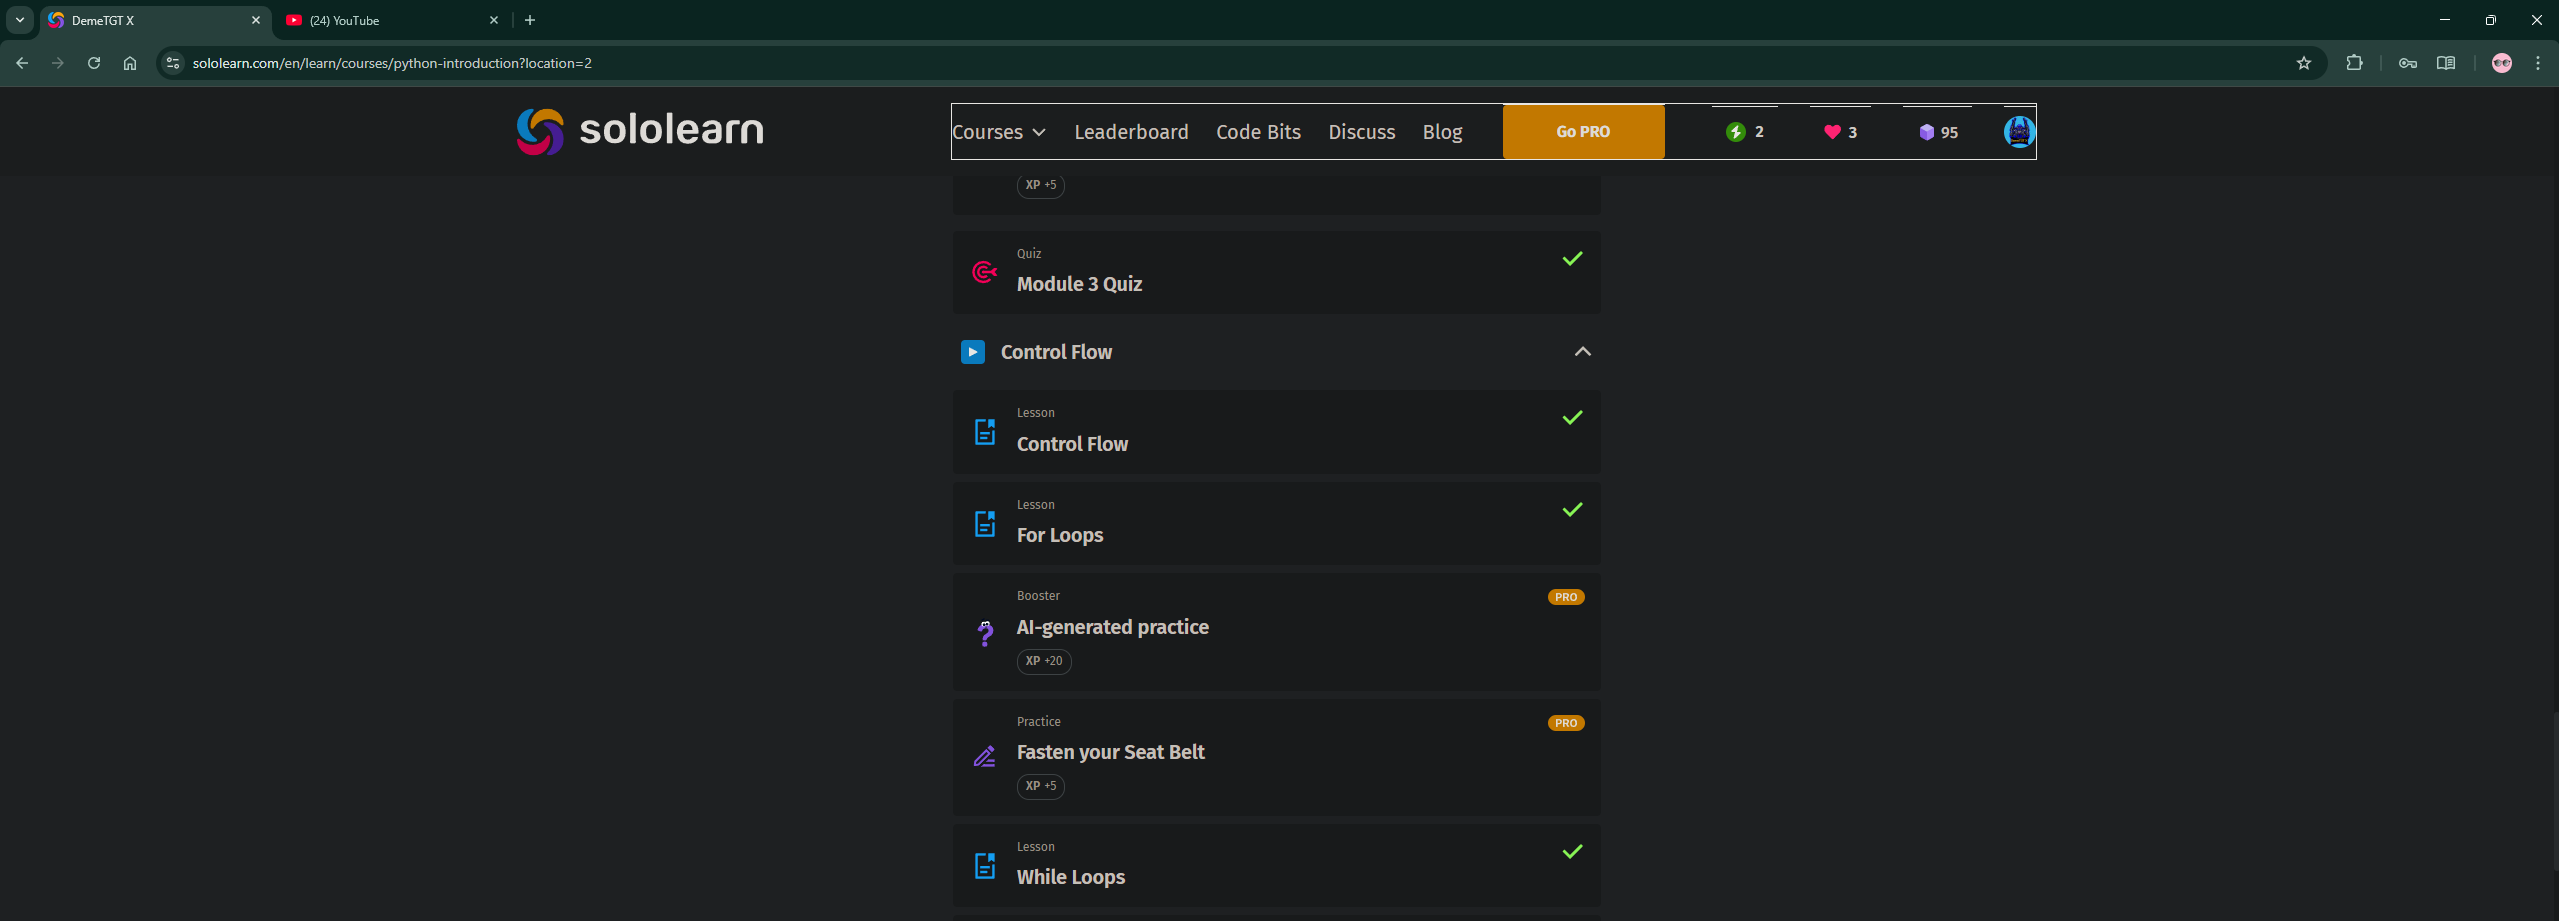 DemeTGT X
(24) YouTube
sololearn.com/en/learn/courses/python-introduction?location=2
sololearn
Courses Leaderboard Code Bits Discuss Blog Go PRO 2 3 95
XP +5
Quiz
Module 3 Quiz
Control Flow
Lesson
Control Flow
Lesson
For Loops
Booster
PRO
AI-generated practice
XP +20
Practice
PRO
Fasten your Seat Belt
XP +5
Lesson
While Loops